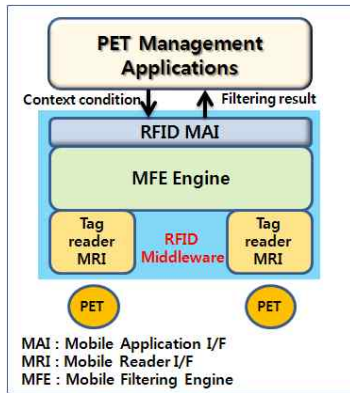 PET Management
Applications
Context condition
Filtering result
RFID MAI
MFE Engine
Tag
reader
MRI
RFID
Middleware
Tag
reader
MRI
PET
PET
MAI : Mobile Application I/F
MRI : Mobile Reader I/F
MFE : Mobile Filtering Engine